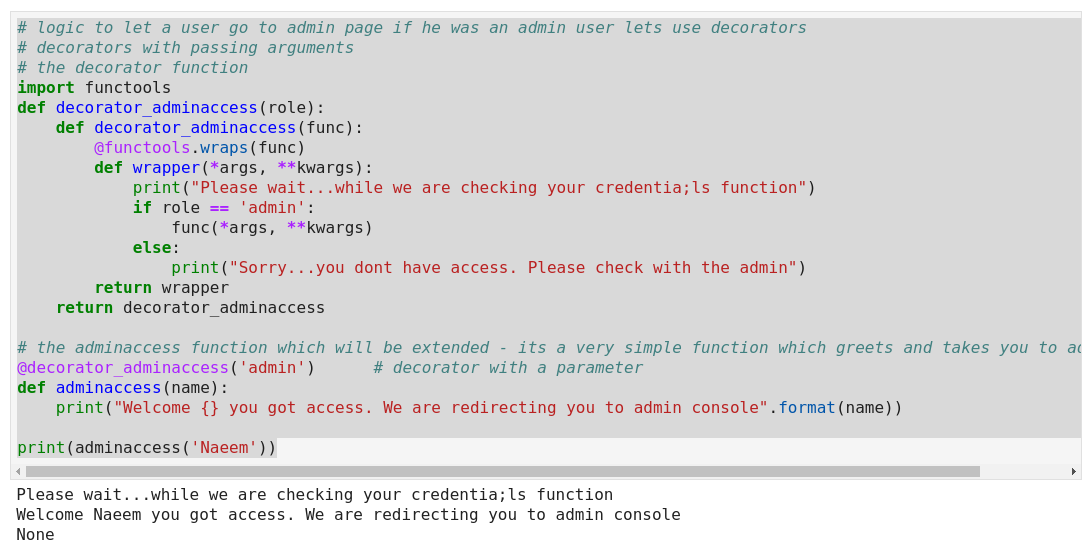 # logic to let a user go to admin page if he was an admin user lets use decorators
# decorators with passing arguments
# the decorator function
import functools
def decorator_adminaccess(role):
    def decorator_adminaccess(func):
        @functools.wraps(func)
        def wrapper(*args, **kwargs):
            print("Please wait...while we are checking your credentia;ls function")
            if role == 'admin':
                func(*args, **kwargs)
            else:
                print("Sorry...you dont have access. Please check with the admin")
        return wrapper
    return decorator_adminaccess

# the adminaccess function which will be extended - its a very simple function which greets and takes you to
@decorator_adminaccess('admin')      # decorator with a parameter
def adminaccess(name):
    print("Welcome {} you got access. We are redirecting you to admin console".format(name))

print(adminaccess('Naeem'))
Please wait...while we are checking your credentia;ls function
Welcome Naeem you got access. We are redirecting you to admin console
None